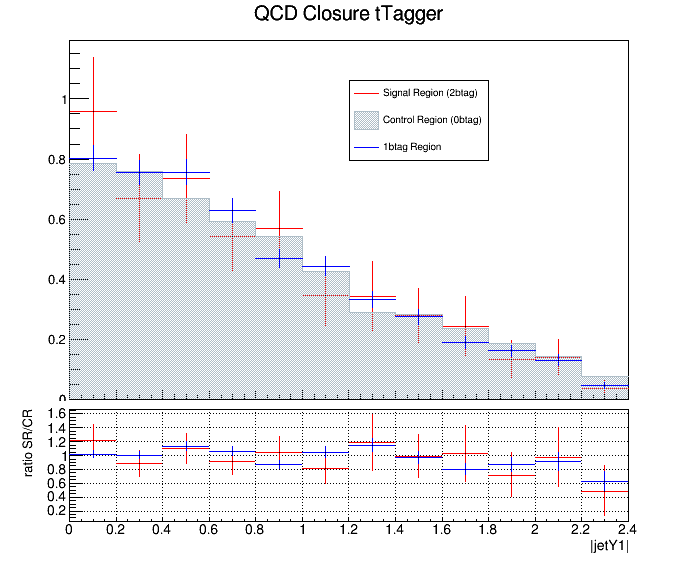 QCD Closure tTagger
1
0.8
0.6
0.4
0.2
0
Signal Region (2btag)
Control Region (0btag)
1btag Region
ratio SR/CR
1.6
1.4
1.2
1
0.8
0.6
0.4
0.2
0 0.2 0.4 0.6 0.8 1 1.2 1.4 1.6 1.8 2 2.2 2.4
|jetY1|